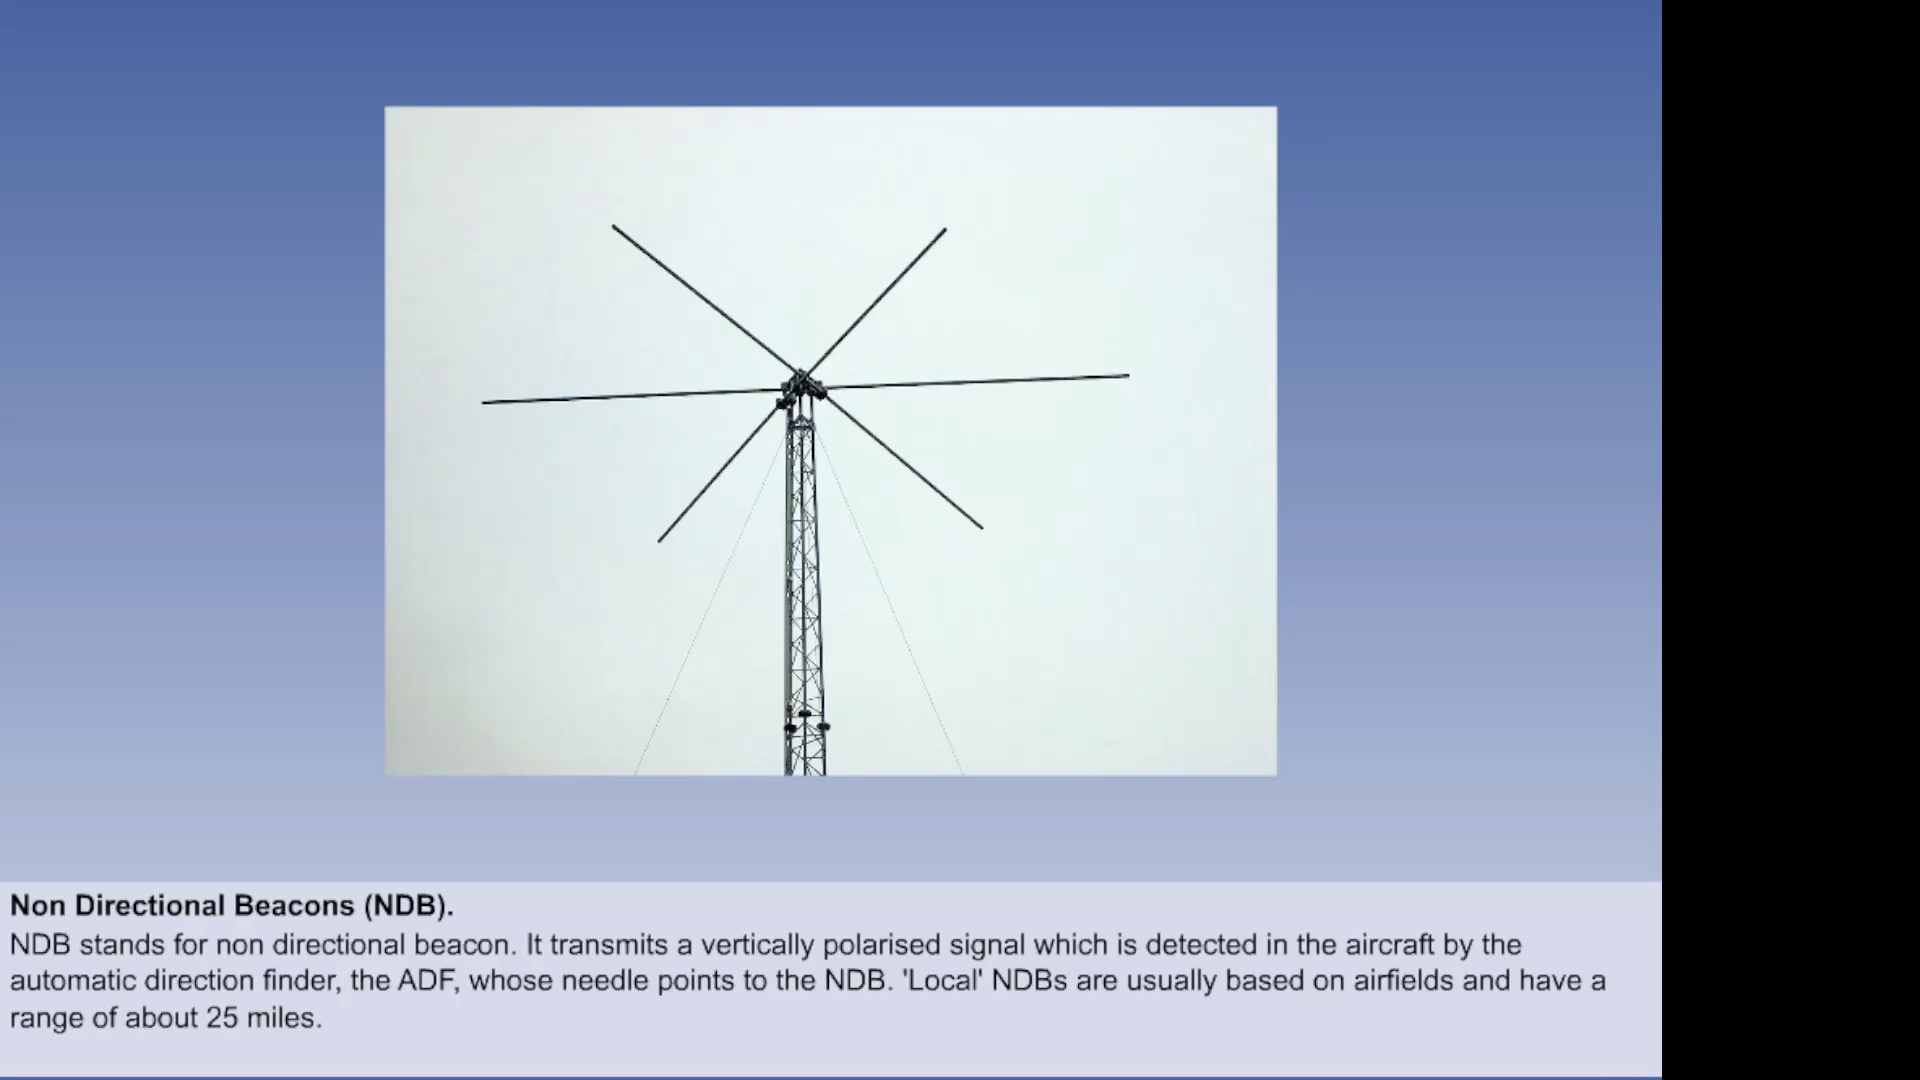 Non Directional Beacons (NDB).
NDB stands for non directional beacon. It transmits a vertically polarised signal which is detected in the aircraft by the
automatic direction finder, the ADF, whose needle points to the NDB. 'Local' NDBs are usually based on airfields and have a
range of about 25 miles.